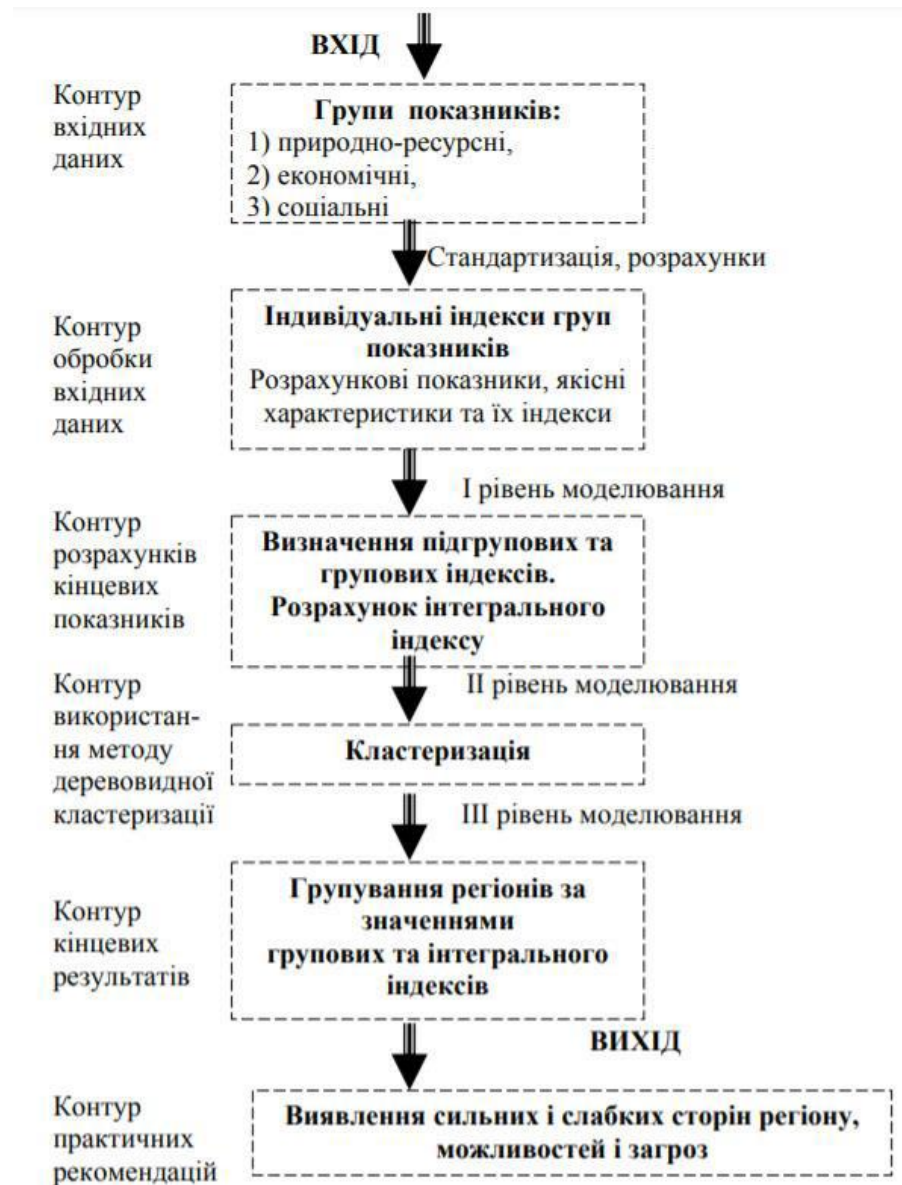 ВХІД
Контур
вхідних
даних
Групи показників:
1) природно-ресурсні,
2) економічні,
3) соціальні
Стандартизація, розрахунки
Контур
обробки
вхідних
даних
Індивідуальні індекси груп
показників
Розрахункові показники, якісні
характеристики та їх індекси
І рівень моделювання
Контур
розрахунків
кінцевих
показників
Визначення підгрупових та
групових індексів.
Розрахунок інтегрального
індексу
ІІ рівень моделювання
Контур
використан-
ня методу
деревовидної
кластеризації
Кластеризація
ІІІ рівень моделювання
Контур
кінцевих
результатів
Групування регіонів за
значеннями
групових та інтегрального
індексів
ВИХІД
Контур
практичних
рекомендацій
Виявлення сильних і слабких сторін регіону,
можливостей і загроз